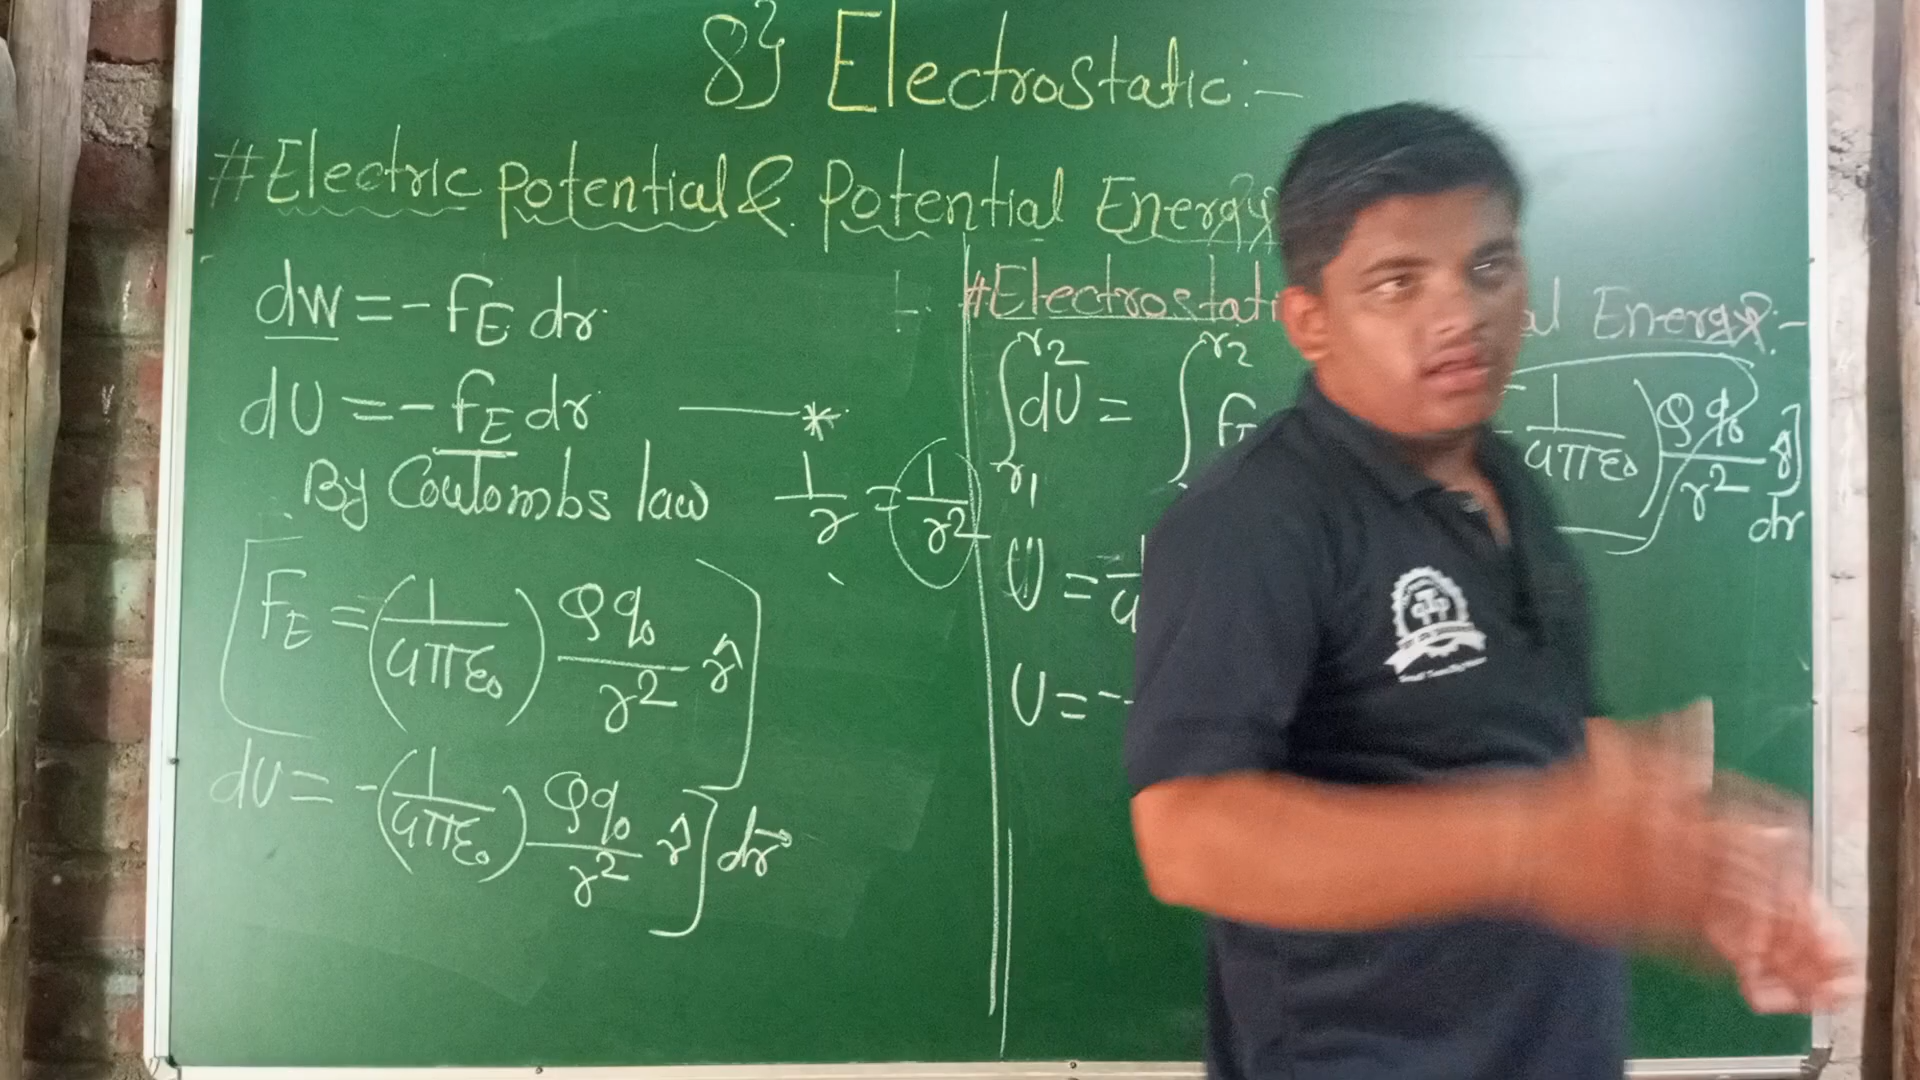 8} Electrostatic:-
#Electric Potential & Potential Energy
dW = - FE dr
dU = - FE dr —— *
By Coulombs law 1/r = 1/r²
[FE = (1/4πε₀) Qq₀/r² r̂]
dU = -(1/4πε₀) Qq₀/r² r̂] dr⃗
#Electrostati al Energy:-
∫r₁^r₂ dU = ∫^r₂ F 1/4πε₀) Qq₀/r² r̂] dr
U =
U = -